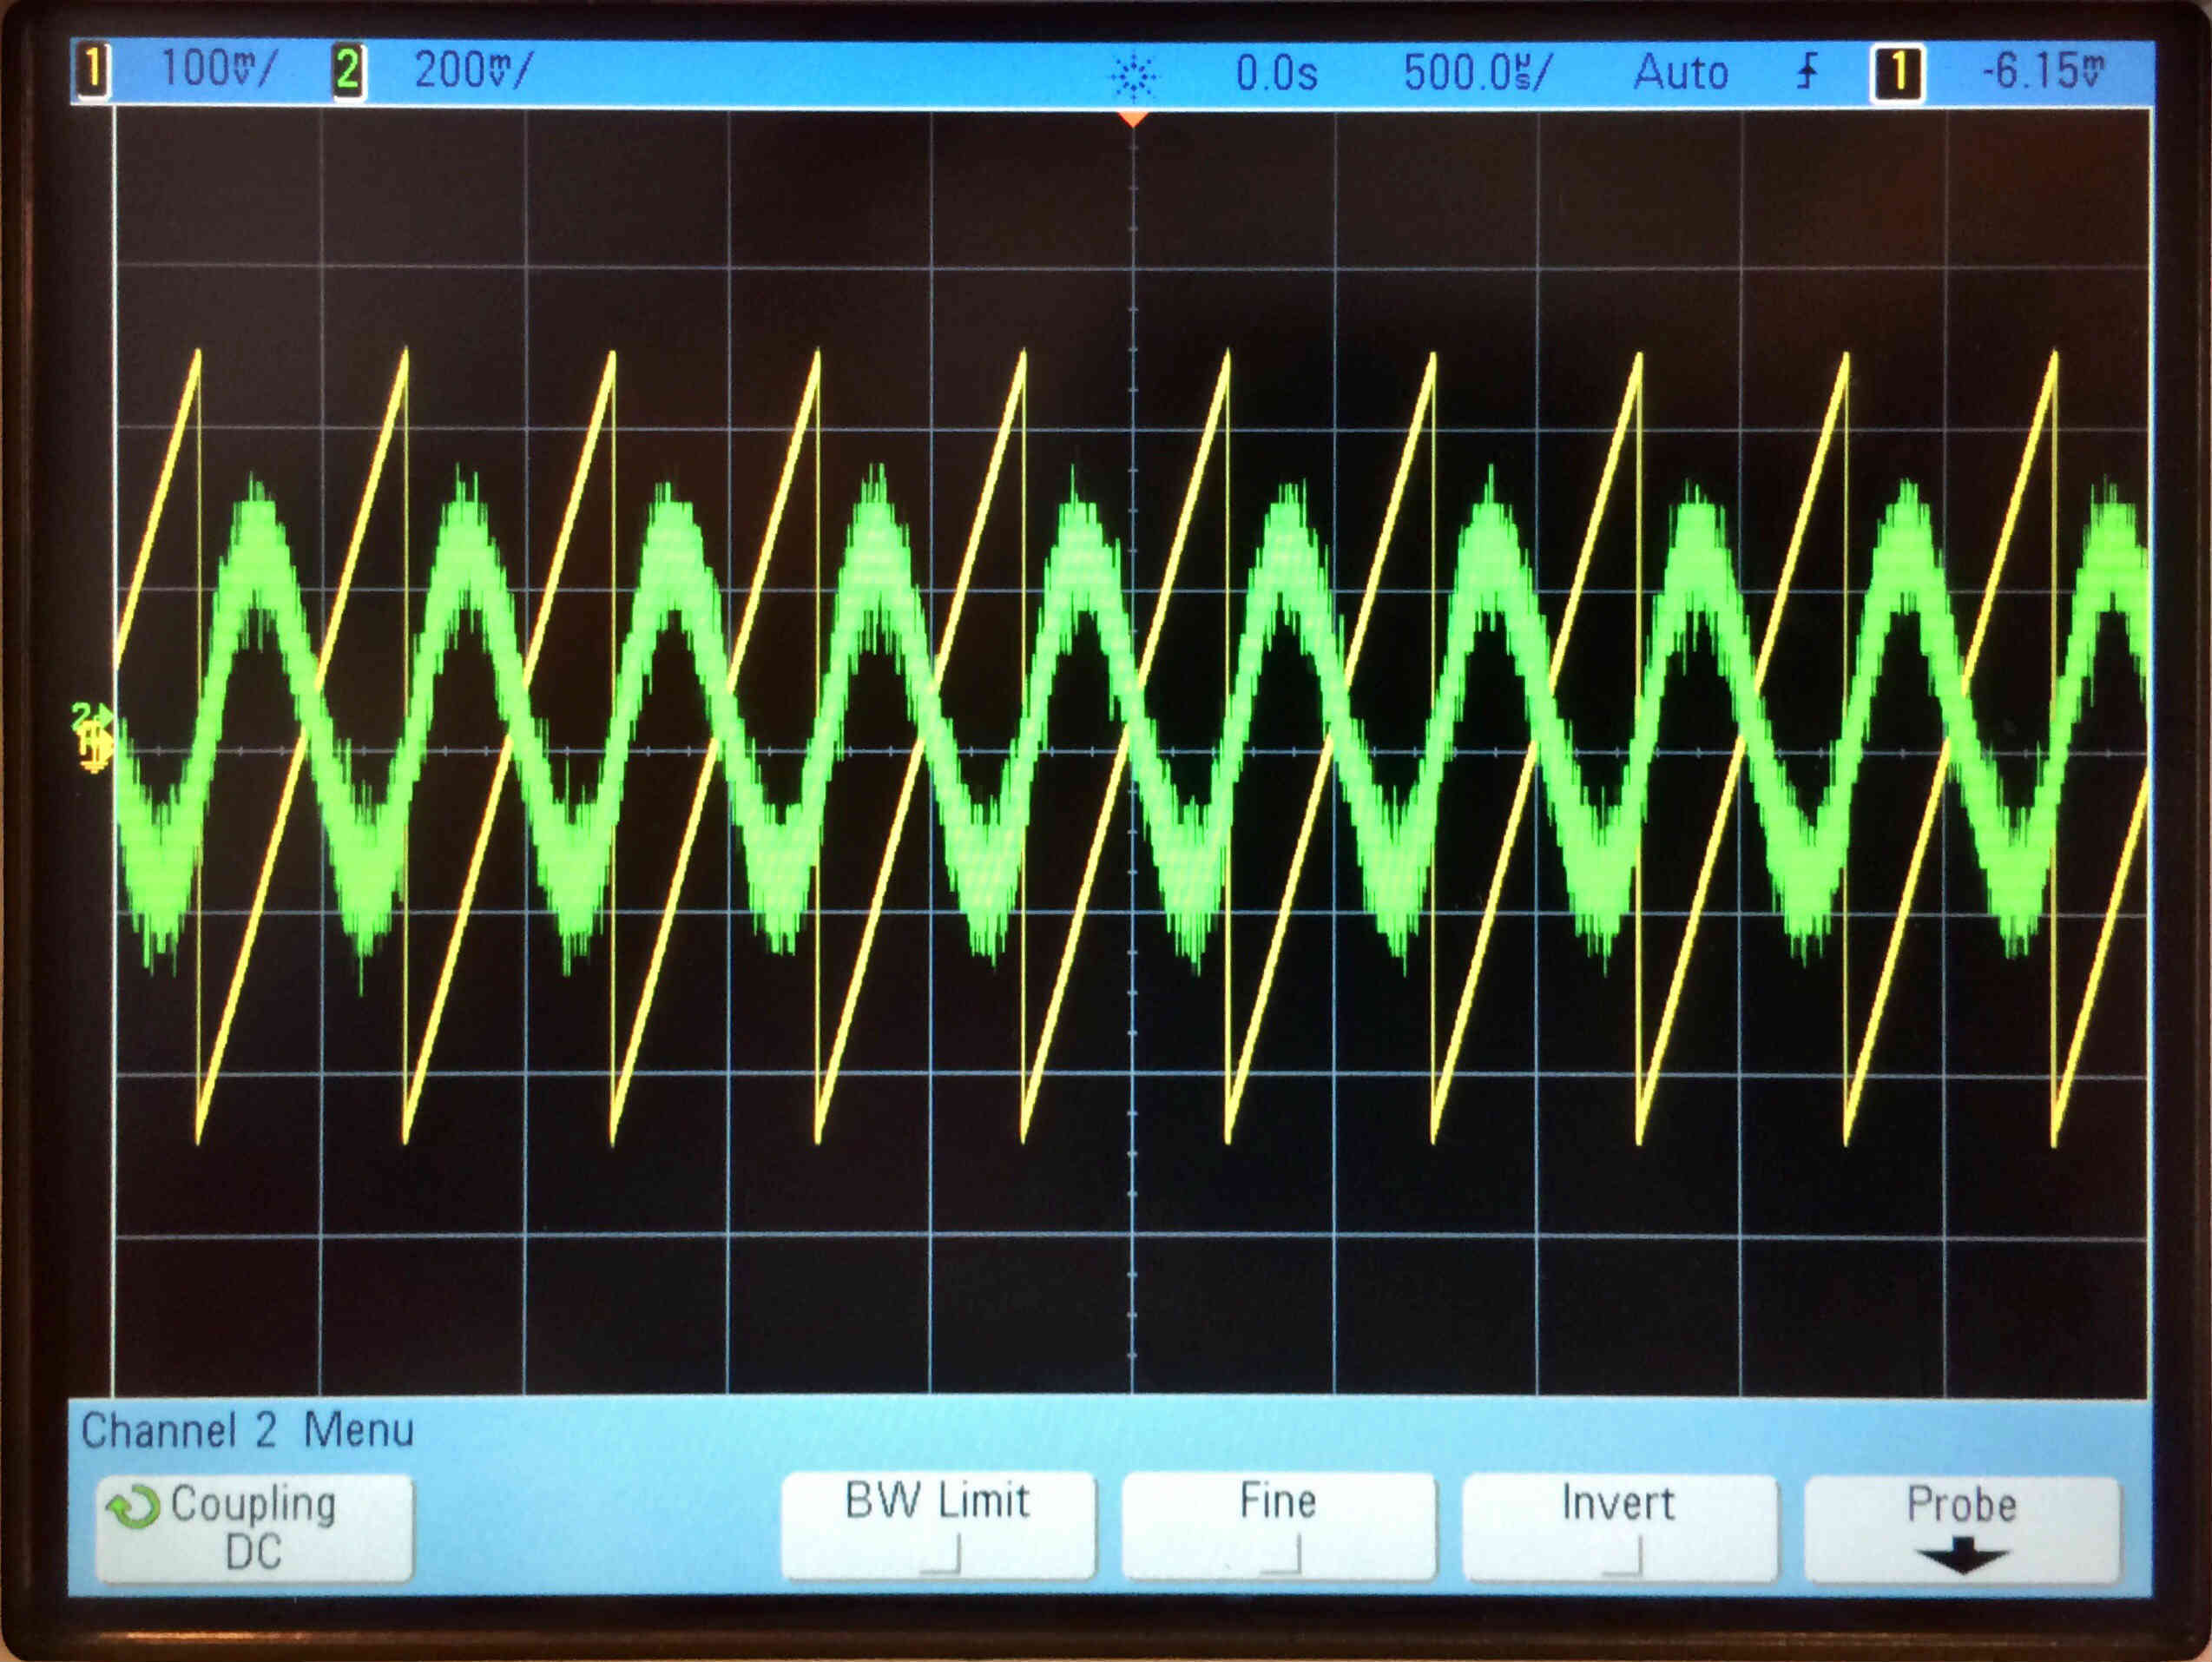 1 100mV/ 2 200mV/ 0.0s 500.0µs/ Auto 1 -6.15mV
2
Channel 2 Menu
Coupling
DC
BW Limit
Fine
Invert
Probe